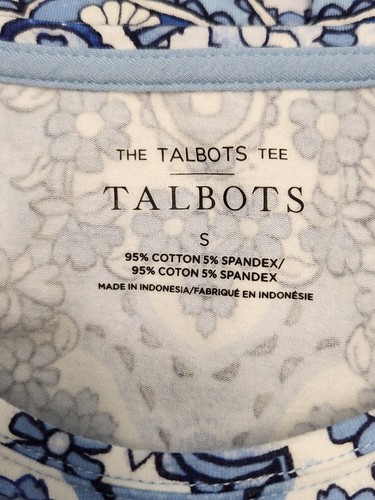 THE TALBOTS TEE
TALBOTS
S
95% COTTON 5% SPANDEX/
95% COTON 5% SPANDEX
MADE IN INDONESIA/FABRIQUÉ EN INDONÉSIE